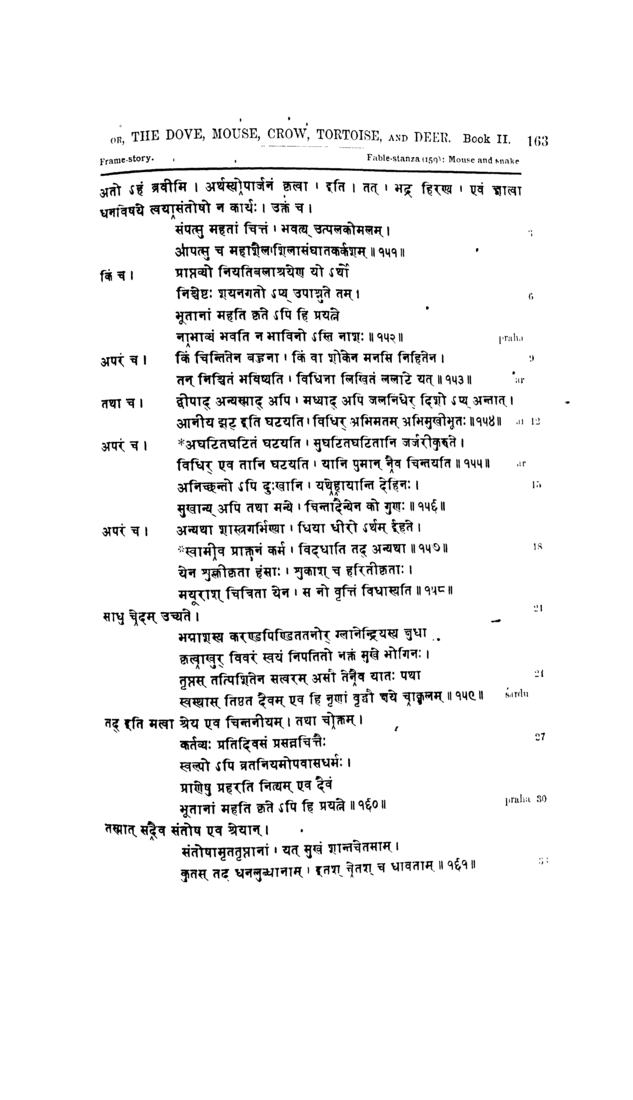 OR, THE DOVE, MOUSE, CROW, TORTOISE, AND DEER. Book II. 163
Frame-story. Fable-stanza (159): Mouse and snake
अतो ऽहं ब्रवीमि । अर्थस्योपार्जनं कृत्वा । इति । तत् । भद्र हिरण्य । एवं ज्ञात्वा
धनविषये त्वयासंतोषो न कार्यः । उक्तं च ।
संपत्सु महतां चित्तं । भवत्य् उत्पलकोमलम् । 3
आपत्सु च महाशैलशिलासंघातकर्कशम् ॥ १५१॥
किं च । प्राप्तव्यो नियतिबलाश्रयेण यो ऽर्थो
निश्चेष्टः शयनगतो ऽप्य् उपाश्नुते तम् । 6
भूतानां महति कृते ऽपि हि प्रयत्ने
नाभाव्यं भवति न भाविनो ऽस्ति नाशः ॥ १५२॥ praha
अपरं च । किं चिन्तितेन बहुना । किं वा शोकेन मनसि निहितेन । 9
तन् निश्चितं भविष्यति । विधिना लिखितं ललाटे यत् ॥ १५३॥ ar
तथा च । द्वीपाद् अन्यस्माद् अपि । मध्याद् अपि जलनिधेर् दिशो ऽप्य् अन्तात् ।
आनीय झट् इति घटयति । विधिर् अभिमतम् अभिमुखीभूतः ॥१५४॥ ar 12
अपरं च । *अघटितघटितं घटयति । सुघटितघटितानि जर्जरीकुरुते ।
विधिर् एव तानि घटयति । यानि पुमान् नैव चिन्तयति ॥ १५५॥ ar
अनिच्छन्तो ऽपि दुःखानि । यथेहायान्ति देहिनः । 15
सुखान्य् अपि तथा मन्ये । चिन्तादैन्येन को गुणः ॥ १५६॥
अपरं च । अन्यथा शास्त्रगर्भिण्या । धिया धीरो ऽर्थम् ईहते ।
*स्वामीव प्राक्तनं कर्म । विदधाति तद् अन्यथा ॥ १५७॥ 18
येन शुक्लीकृता हंसाः । शुकाश् च हरितीकृताः ।
मयूराश् चित्रिता येन । स नो वृत्तिं विधास्यति ॥ १५८॥
साधु चेदम् उच्यते । 21
भग्नाशस्य करण्डपिण्डिततनोर् म्लानेन्द्रियस्य क्षुधा
कृत्वाखुर् विवरं स्वयं निपतितो नक्तं मुखे भोगिनः ।
तृप्तस् तत्पिशितेन सत्वरम् असौ तेनैव यातः पथा 24
स्वस्थास् तिष्ठत दैवम् एव हि नृणां वृद्धौ क्षये चाकुलम् ॥ १५९॥ śardu
तद् इति मत्वा श्रेय एव चिन्तनीयम् । तथा चोक्तम् ।
कर्तव्यः प्रतिदिवसं प्रसन्नचित्तैः 27
स्वल्पो ऽपि व्रतनियमोपवासधर्मः ।
प्राणेषु प्रहरति नित्यम् एव दैवं
भूतानां महति कृते ऽपि हि प्रयत्ने ॥ १६०॥ praha 30
तस्मात् सदैव संतोष एव श्रेयान् ।
संतोषामृततृप्तानां । यत् सुखं शान्तचेतसाम् ।
कुतस् तद् धनलुब्धानाम् । इतश् चेतश् च धावताम् ॥ १६१॥ 33